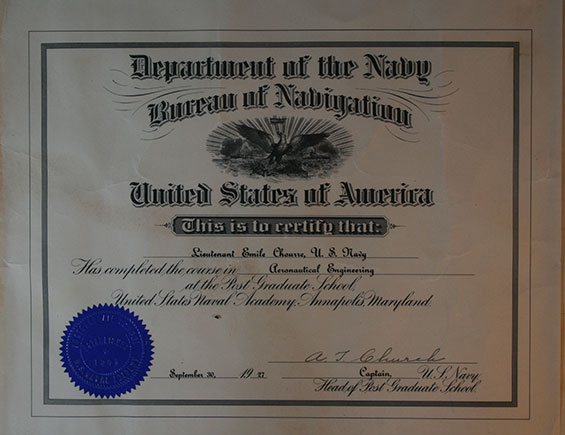 Department of the Navy
Bureau of Navigation
United States of America
This is to certify that:
Lieutenant Emile Chourre, U. S. Navy
Has completed the course in Aeronautical Engineering
at the Post Graduate School,
United States Naval Academy, Annapolis Maryland.
A T Church
September 30, 1927 Captain, U.S. Navy.
Head of Post Graduate School.